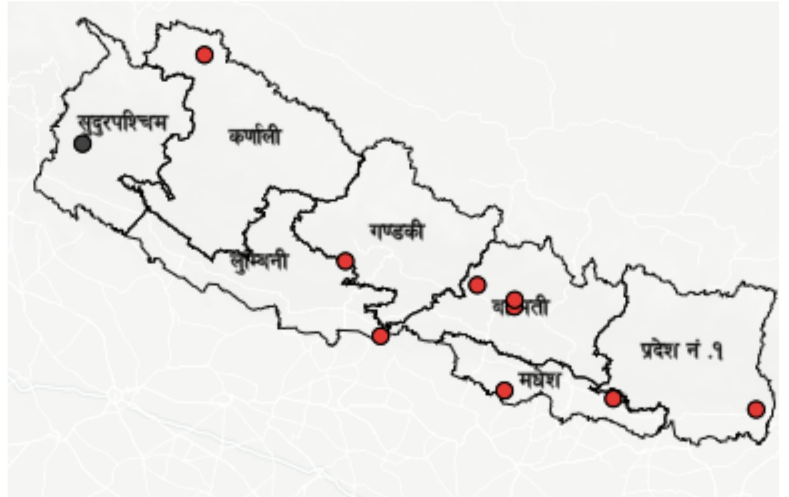 सुदुरपश्चिम
कर्णाली
गण्डकी
लुम्बिनी
प्रदेश नं .१
मधेश